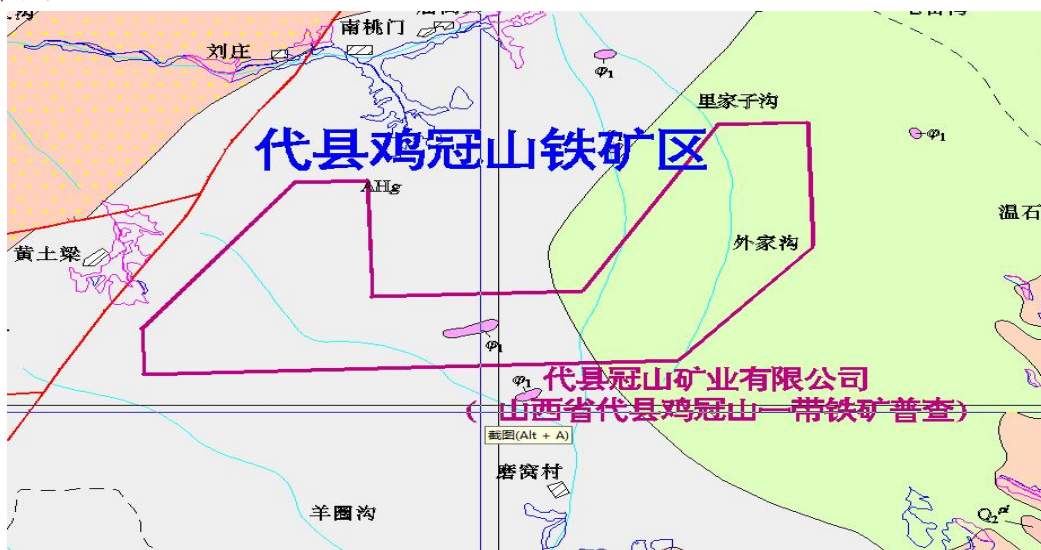 南桃门
刘庄
φ₁
里家子沟
φ₁
代县鸡冠山铁矿区
AHg
温石
黄土梁
外家沟
φ₁
φ₁
代县冠山矿业有限公司
( 山西省代县鸡冠山一带铁矿普查)
截图(Alt + A)
磨窝村
羊圈沟
Q₂ᵖˡ